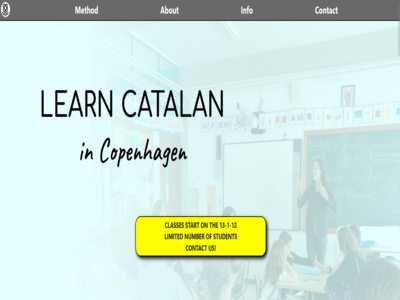 Method About Info Contact
LEARN CATALAN
in Copenhagen
CLASSES START ON THE 13-1-12
LIMITED NUMBER OF STUDENTS
CONTACT US!